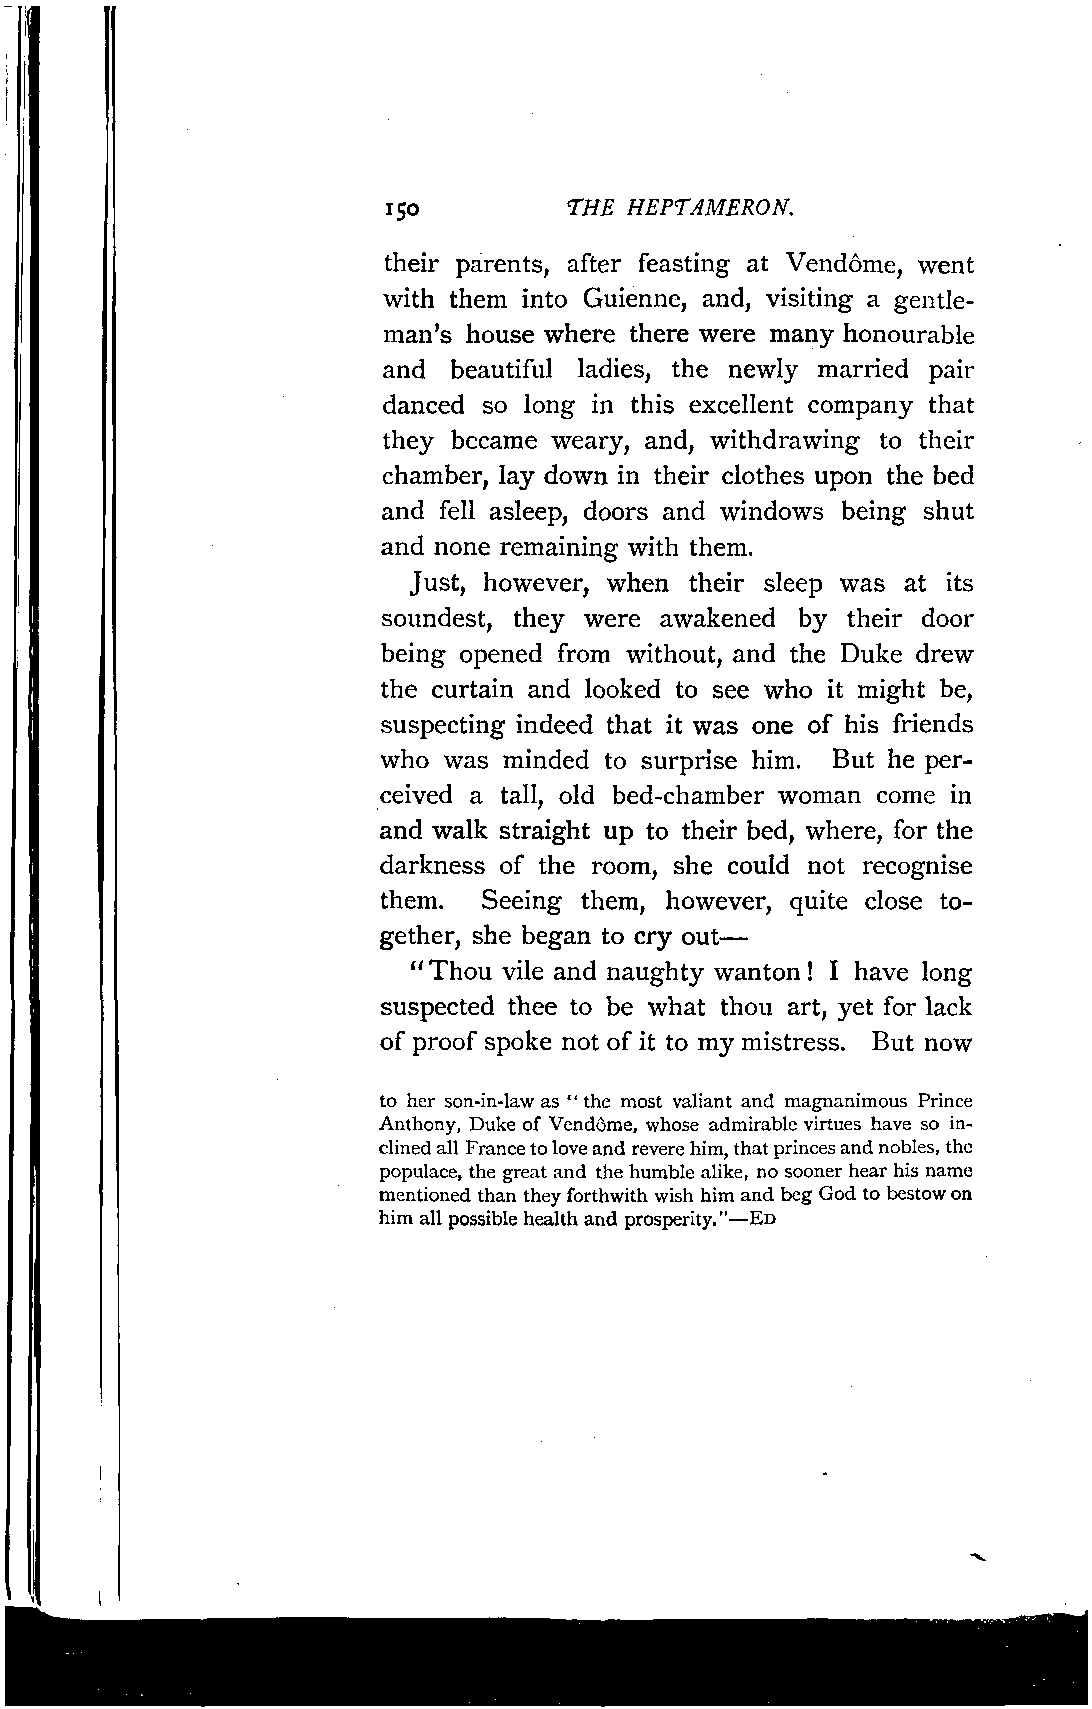 150 THE HEPTAMERON.
their parents, after feasting at Vendôme, went
with them into Guienne, and, visiting a gentle-
man's house where there were many honourable
and beautiful ladies, the newly married pair
danced so long in this excellent company that
they became weary, and, withdrawing to their
chamber, lay down in their clothes upon the bed
and fell asleep, doors and windows being shut
and none remaining with them.
Just, however, when their sleep was at its
soundest, they were awakened by their door
being opened from without, and the Duke drew
the curtain and looked to see who it might be,
suspecting indeed that it was one of his friends
who was minded to surprise him. But he per-
ceived a tall, old bed-chamber woman come in
and walk straight up to their bed, where, for the
darkness of the room, she could not recognise
them. Seeing them, however, quite close to-
gether, she began to cry out—
"Thou vile and naughty wanton! I have long
suspected thee to be what thou art, yet for lack
of proof spoke not of it to my mistress. But now
to her son-in-law as "the most valiant and magnanimous Prince
Anthony, Duke of Vendôme, whose admirable virtues have so in-
clined all France to love and revere him, that princes and nobles, the
populace, the great and the humble alike, no sooner hear his name
mentioned than they forthwith wish him and beg God to bestow on
him all possible health and prosperity."—ED